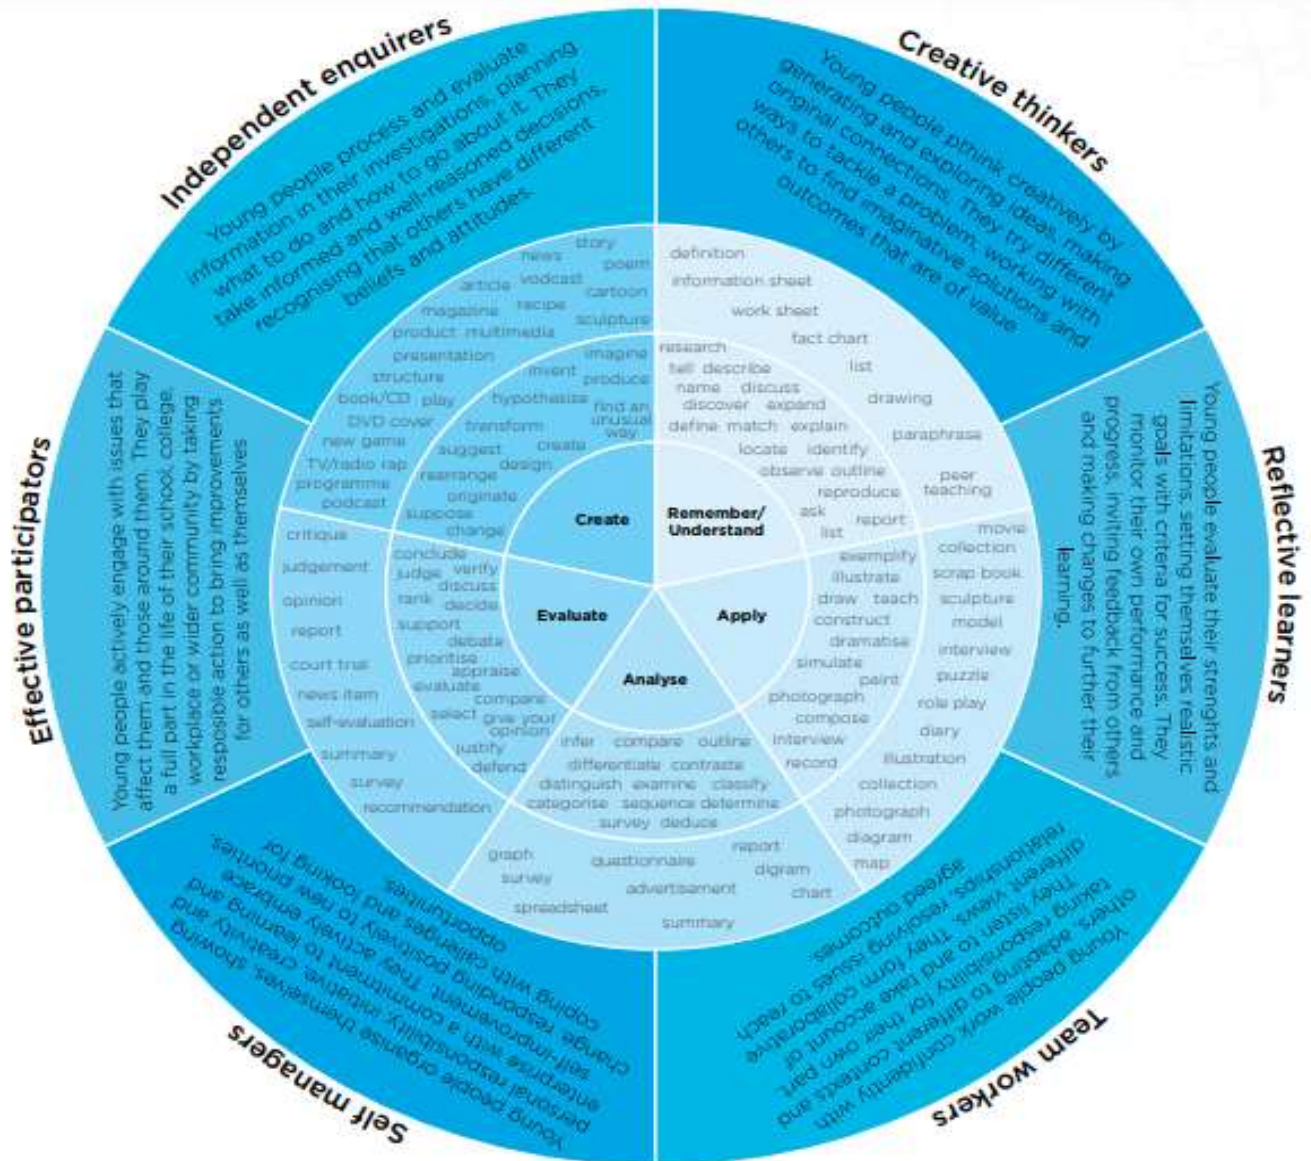 Independent enquirers
Young people process and evaluate
information in their investigations, planning
what to do and how to go about it. They
take informed and well-reasoned decisions,
recognising that others have different
beliefs and attitudes.
Creative thinkers
Young people pthink creatively by
generating and exploring ideas, making
original connections. They try different
ways to tackle a problem, working with
others to find imaginative solutions and
outcomes that are of value.
Reflective learners
Young people evaluate their strenghts and
limitations, setting themselves realistic
goals with criteria for success. They
monitor their own performance and
progress, inviting feedback from others
and making changes to further their
learning.
Team workers
Young people work confidently with
others, adapting to different contexts and
taking responsibility for their own part.
They listen to and take account of
different views. They form collaborative
relationships, resolving issues to reach
agreed outcomes.
Self managers
Young people organise themselves, showing
personal responsibility, initiative, creativity and
enterprise with a commitment to learning and
self-improvement. They actively embrace
change, responding positively to new priorities,
coping with challenges and looking for
opportunities
Effective participators
Young people actively engage with issues that
affect them and those around them. They play
a full part in the life of their school, college,
workplace or wider community by taking
resposible action to bring improvements
for others as well as themselves
Create
imagine
invent
produce
hypothesize
find an
unusual
way
transform
create
suggest
design
rearrange
originate
suppose
change
story
news
poem
article vodcast
cartoon
magazine recipe
sculpture
product multimedia
presentation
structure
book/CD play
DVD cover
new game
TV/radio rap
programme
podcast
Remember/
Understand
research
tell describe
name discuss
discover expand
define match explain
locate identify
observe outline
reproduce
ask
report
list
definition
information sheet
work sheet
fact chart
list
drawing
paraphrase
peer
teaching
Apply
exemplify
illustrate
draw teach
construct
dramatise
simulate
paint
photograph
compose
interview
record
movie
collection
scrap book
sculpture
model
interview
puzzle
role play
diary
illustration
collection
photograph
diagram
map
Analyse
infer compare outline
differentiate contraste
distinguish examine classify
categorise sequence determine
survey deduce
graph
questionnaire
report
survey
digram
advertisement
chart
spreadsheet
summary
Evaluate
conclude
judge verify
discuss
rank decide
support
debate
prioritise
appraise
evaluate
compare
select give your
opinion
justify
defend
critique
judgement
opinion
report
court trial
news item
self-evaluation
summary
survey
recommendation